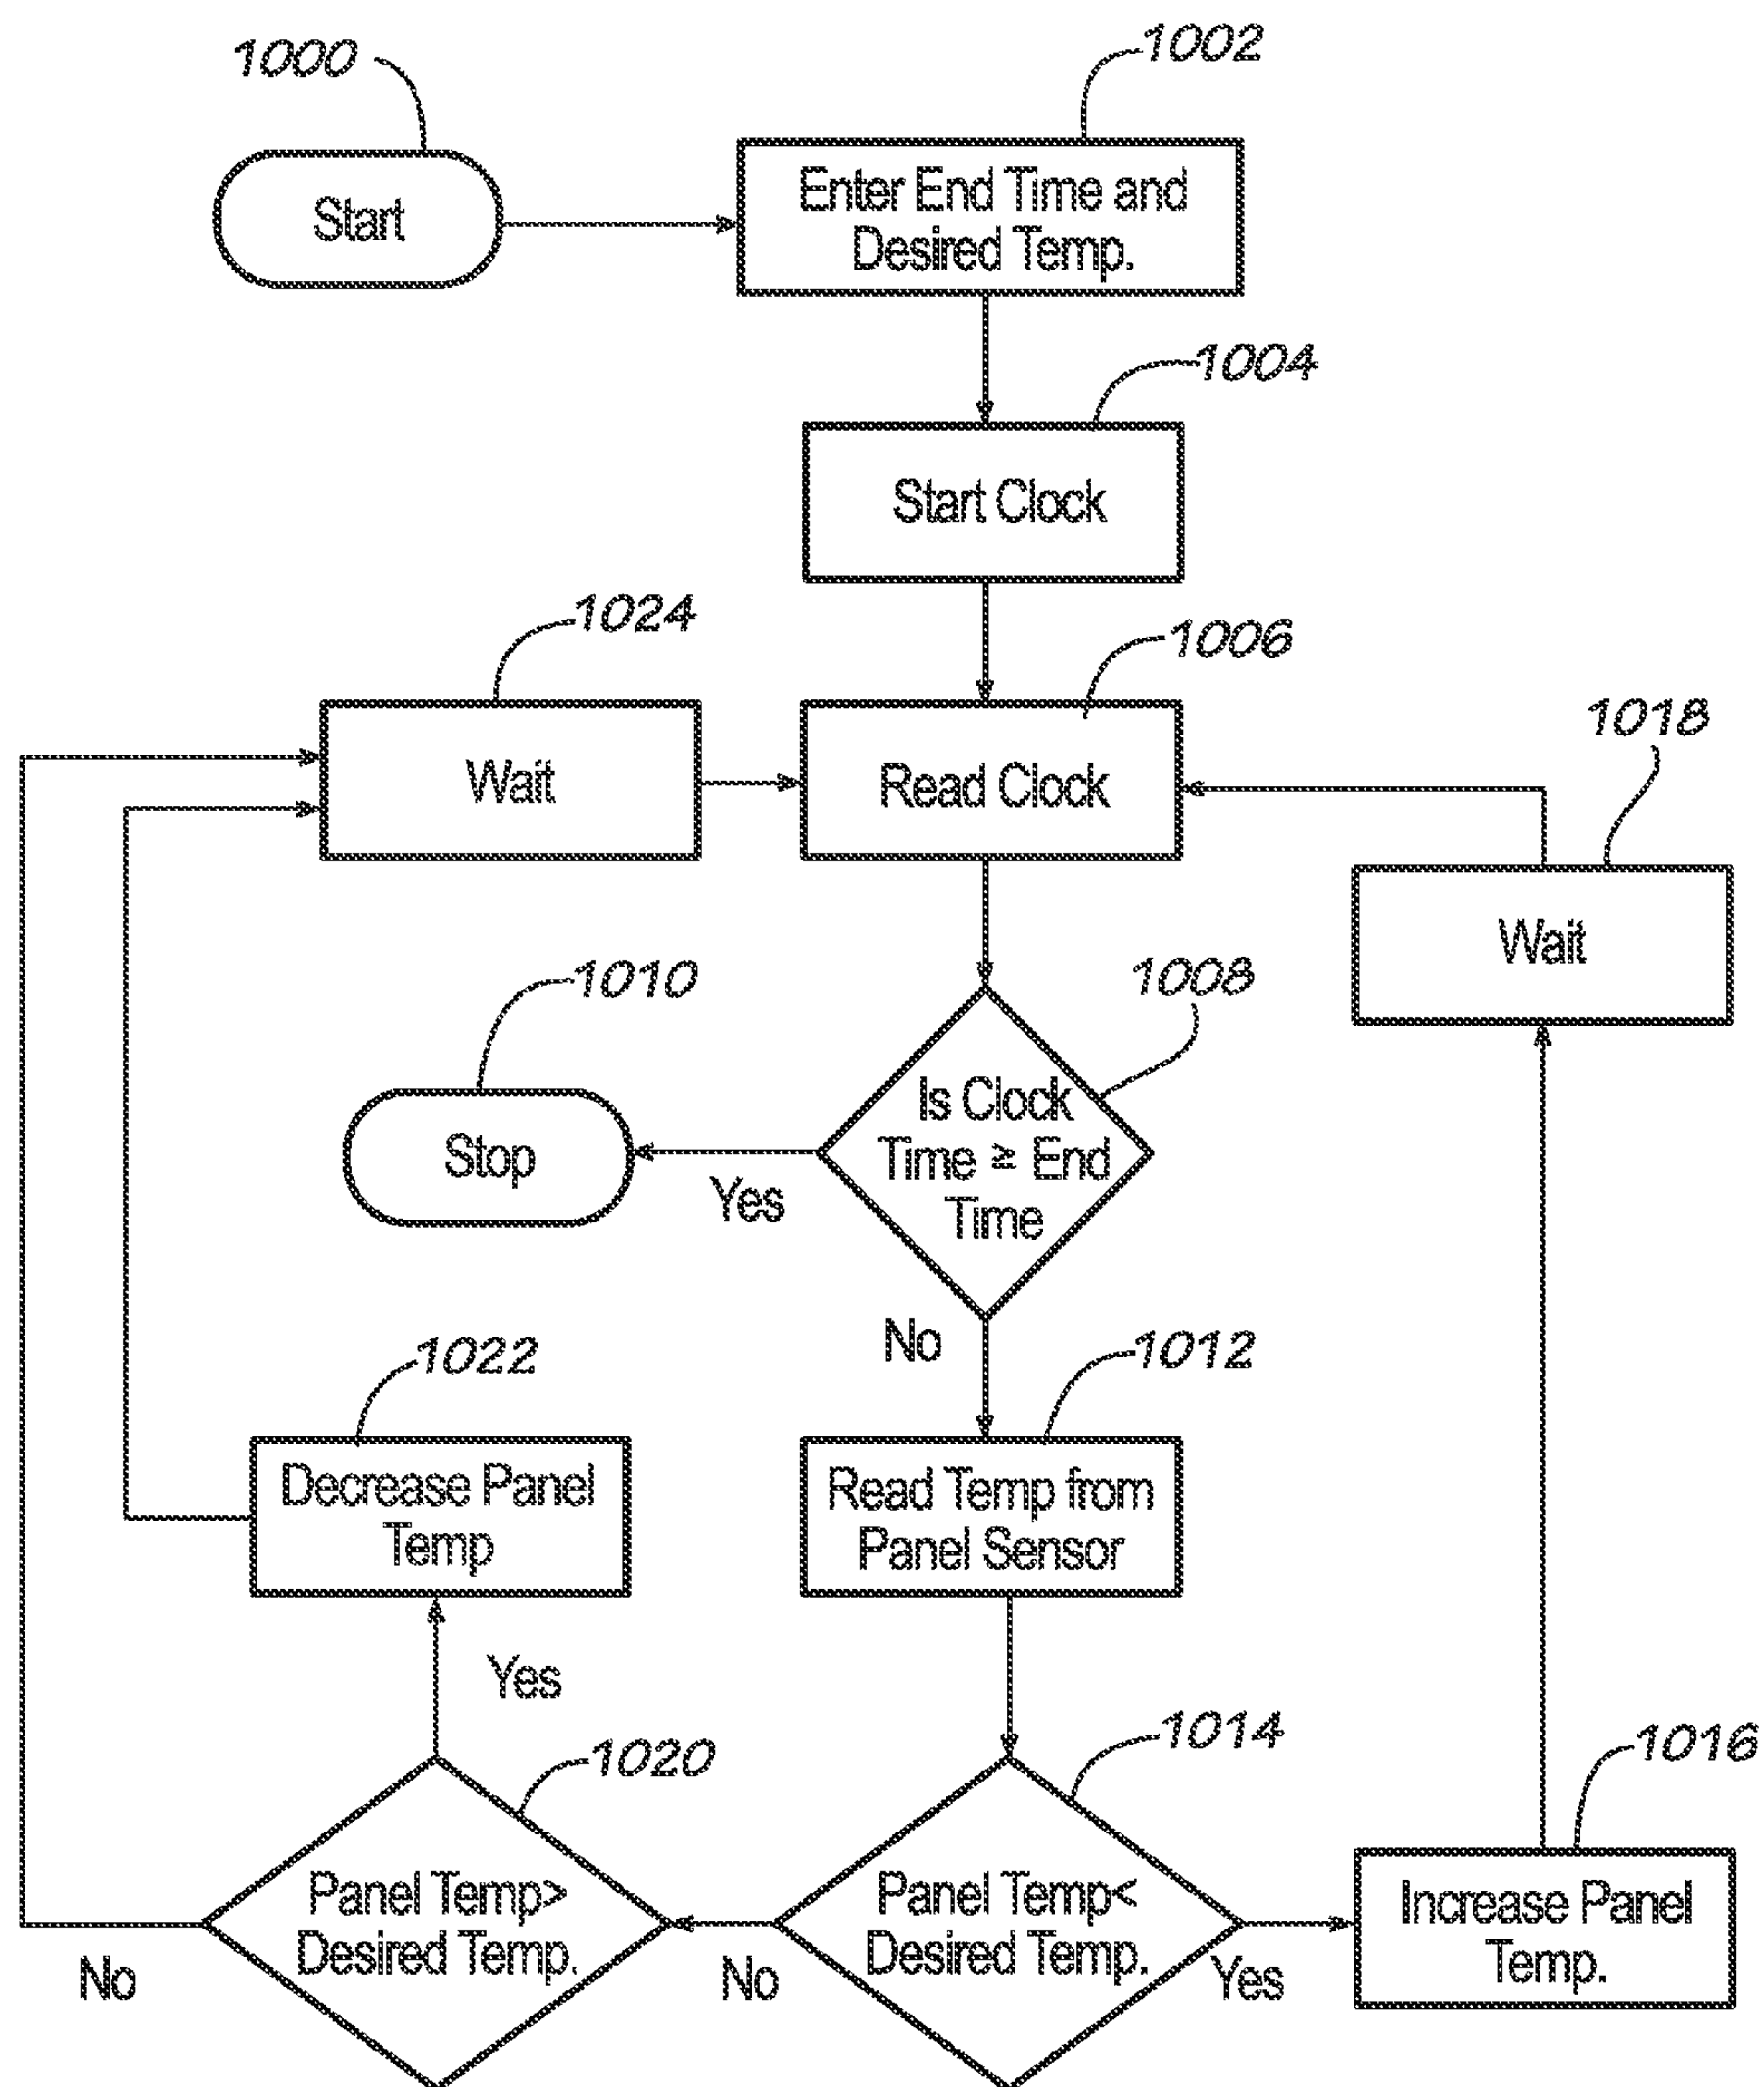 1000
1002
Start
Enter End Time and
Desired Temp.
1004
Start Clock
1024
1006
1018
Wait
Read Clock
Wait
1010
1008
Stop
Is Clock
Time ≥ End
Time
Yes
No
1022
1012
Decrease Panel
Temp
Read Temp from
Panel Sensor
Yes
1020
1014
1016
Panel Temp>
Desired Temp.
Panel Temp<
Desired Temp.
Increase Panel
Temp.
No
No
Yes